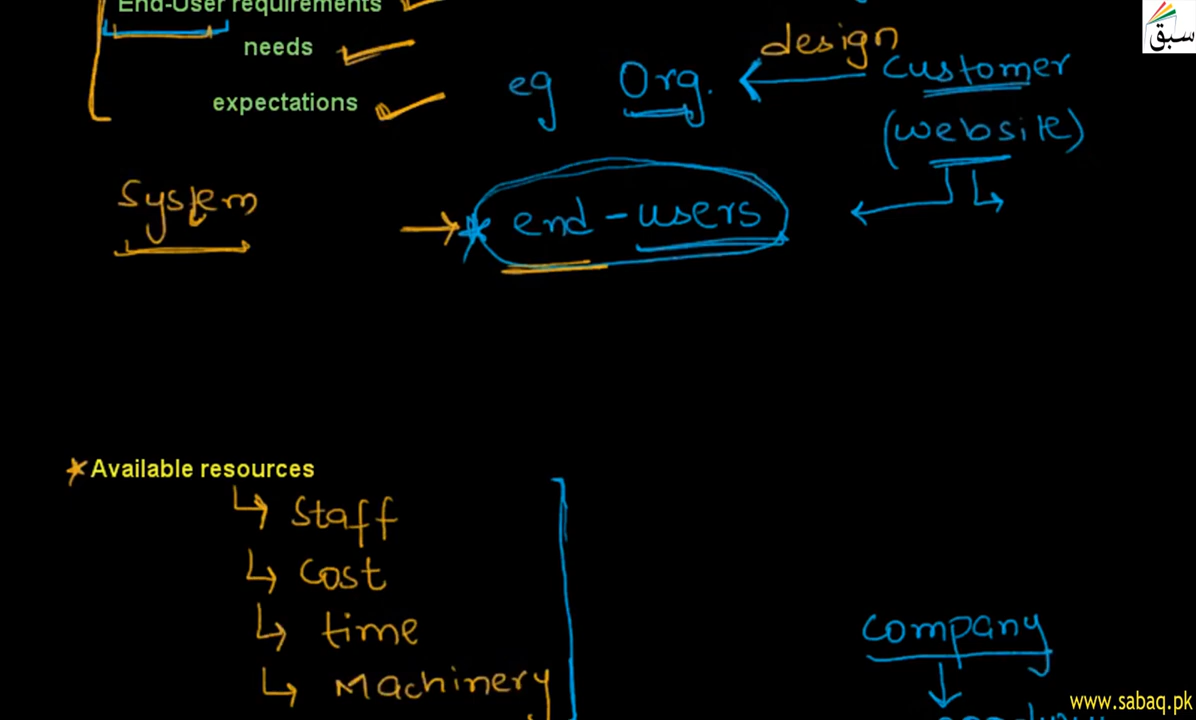 End-User requirements
needs
expectations
design
eg Org. customer
(website)
system
end-users
Available resources
staff
cost
time
Machinery
company
سبق
www.sabaq.pk